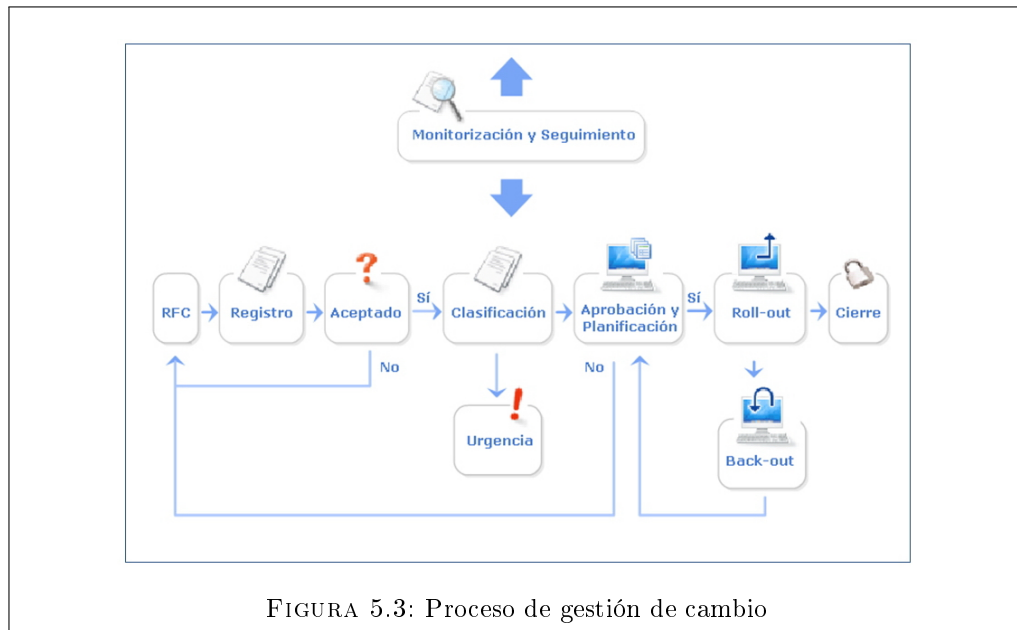 Monitorización y Seguimiento
RFC
Registro
Aceptado
Sí
Clasificación
Aprobación y
Planificación
Sí
Roll-out
Cierre
No
No
Urgencia
Back-out
FIGURA 5.3: Proceso de gestión de cambio